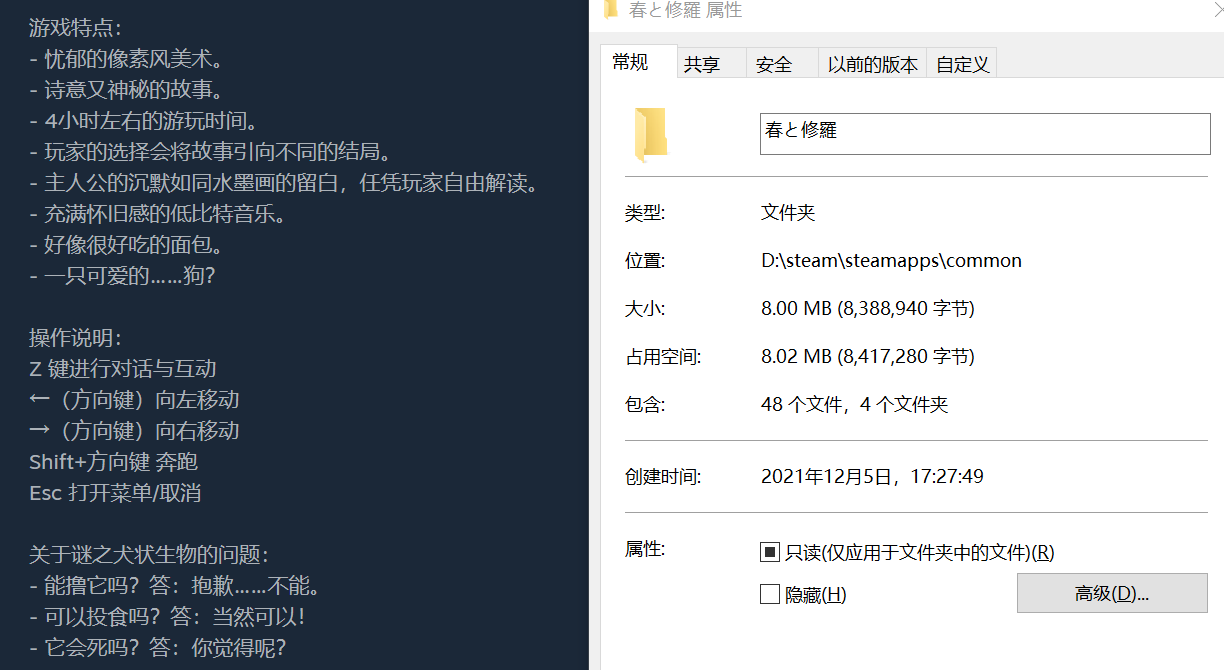 游戏特点：
- 忧郁的像素风美术。
- 诗意又神秘的故事。
- 4小时左右的游玩时间。
- 玩家的选择会将故事引向不同的结局。
- 主人公的沉默如同水墨画的留白，任凭玩家自由解读。
- 充满怀旧感的低比特音乐。
- 好像很好吃的面包。
- 一只可爱的……狗？
操作说明：
Z 键进行对话与互动
←（方向键）向左移动
→（方向键）向右移动
Shift+方向键 奔跑
Esc 打开菜单/取消
关于谜之犬状生物的问题：
- 能撸它吗？答：抱歉……不能。
- 可以投食吗？答：当然可以！
- 它会死吗？答：你觉得呢？
春と修羅 属性
常规 共享 安全 以前的版本 自定义
春と修羅
类型: 文件夹
位置: D:\steam\steamapps\common
大小: 8.00 MB (8,388,940 字节)
占用空间: 8.02 MB (8,417,280 字节)
包含: 48 个文件，4 个文件夹
创建时间: 2021年12月5日，17:27:49
属性: 只读(仅应用于文件夹中的文件)(R)
隐藏(H) 高级(D)...